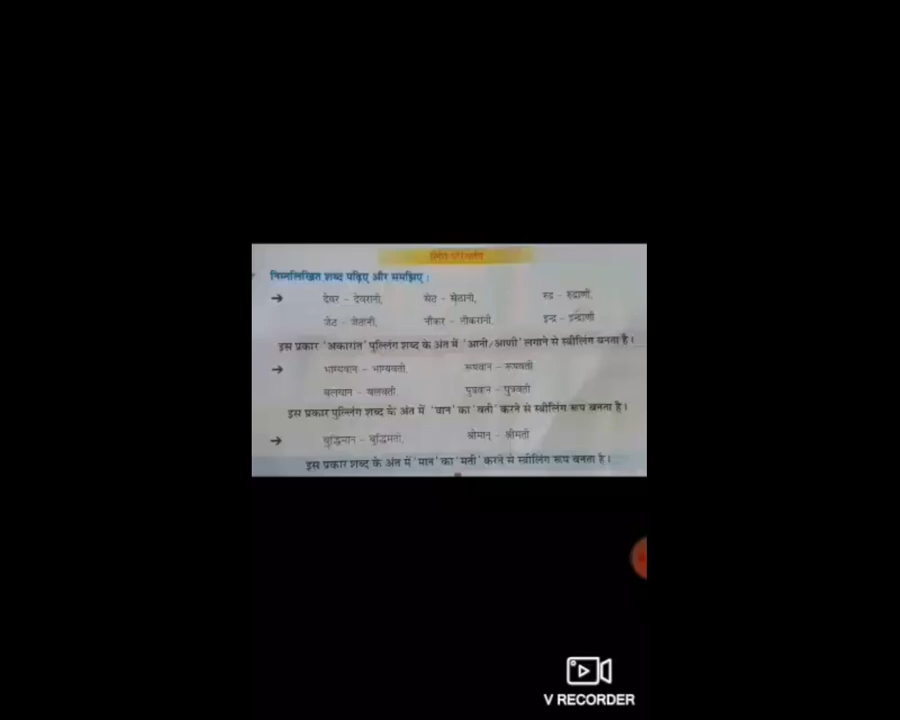 लिंग परिवर्तन
निम्नलिखित शब्द पढ़िए और समझिए :
→ देवर - देवरानी, सेठ - सेठानी, रुद्र - रुद्राणी,
जेठ - जेठानी, नौकर - नौकरानी, इन्द्र - इन्द्राणी
इस प्रकार 'अकारांत' पुल्लिंग शब्द के अंत में 'आनी/आणी' लगाने से स्त्रीलिंग बनता है।
→ भाग्यवान - भाग्यवती, रूपवान - रूपवती
बलवान - बलवती, पुत्रवान - पुत्रवती
इस प्रकार पुल्लिंग शब्द के अंत में 'वान' का 'वती' करने से स्त्रीलिंग रूप बनता है।
→ बुद्धिमान - बुद्धिमती, श्रीमान् - श्रीमती
इस प्रकार शब्द के अंत में 'मान' का 'मती' करने से स्त्रीलिंग रूप बनता है।
V RECORDER